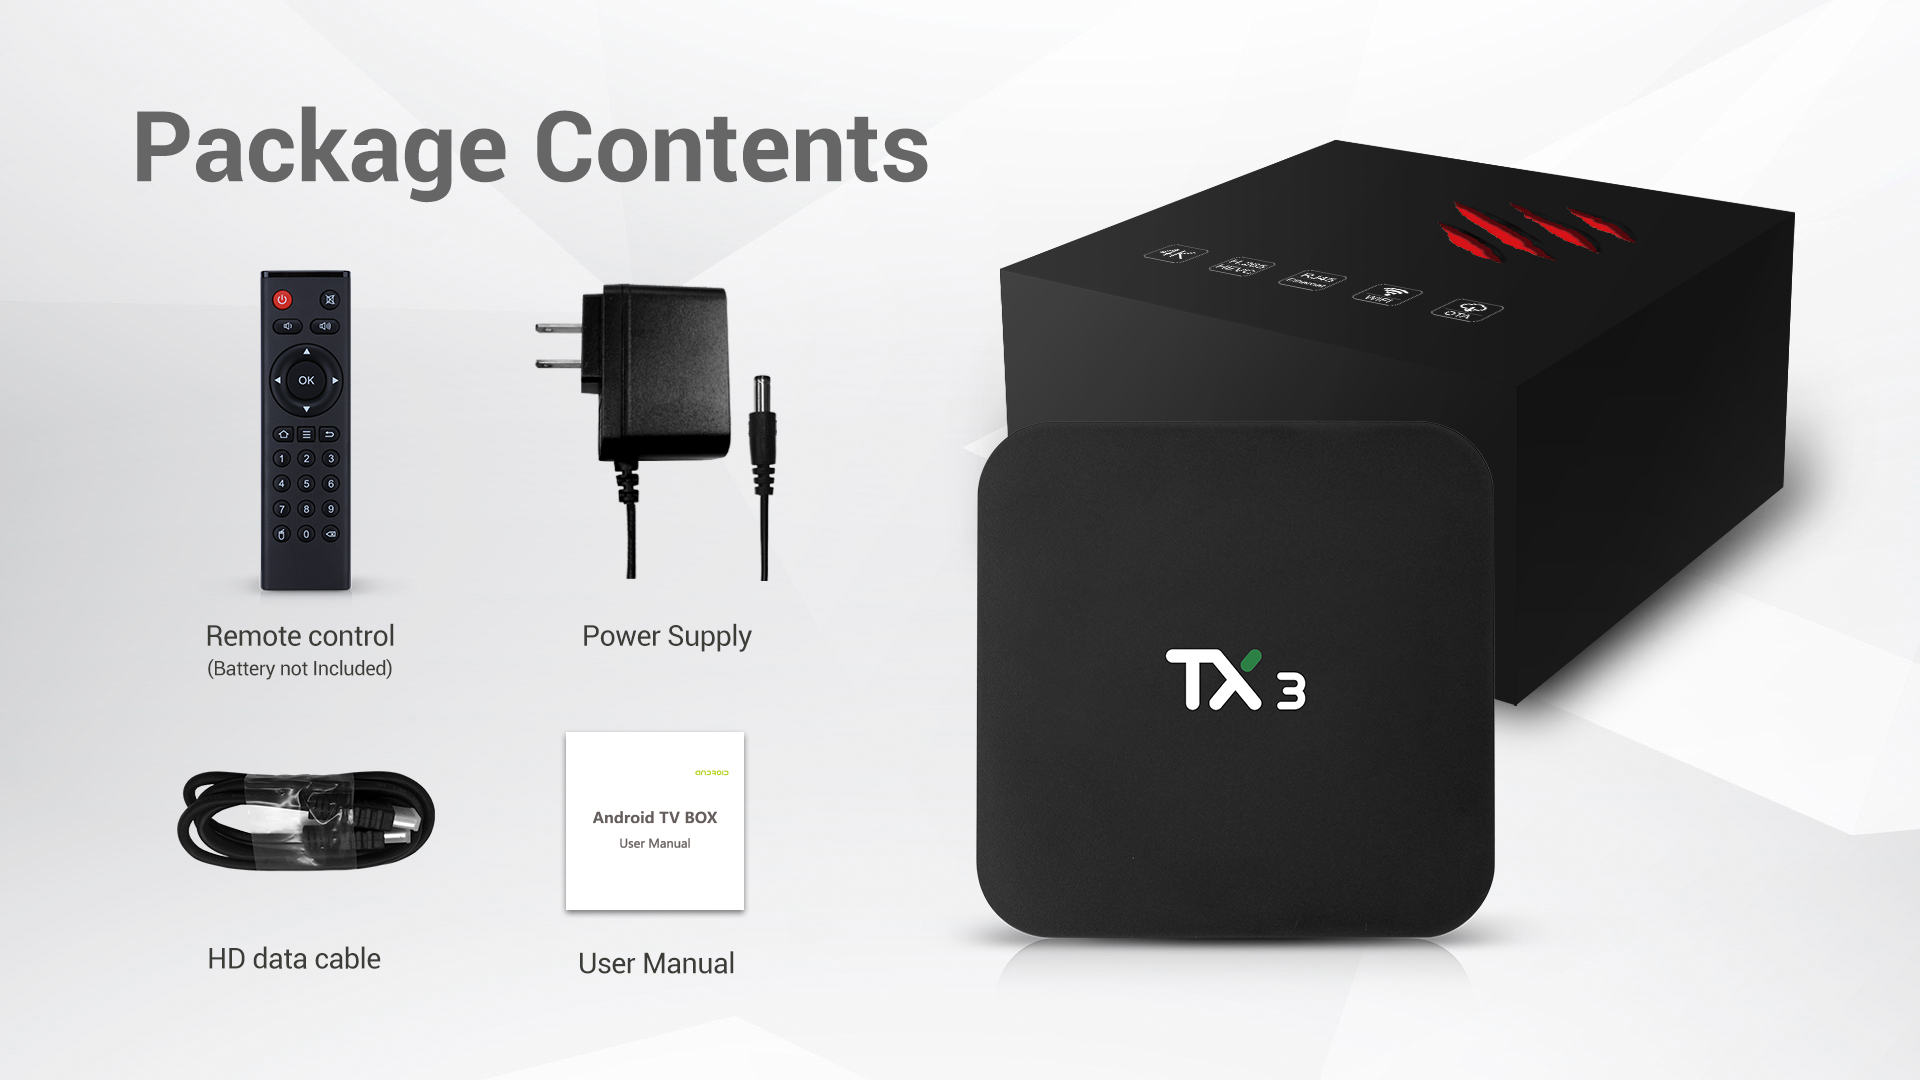 Package Contents
4K
H.265
HEVC
RJ45
Ethernet
WiFi
OTA
OK
1 2 3
4 5 6
7 8 9
0
Remote control
(Battery not Included)
Power Supply
TX3
ANDROID
Android TV BOX
User Manual
HD data cable
User Manual